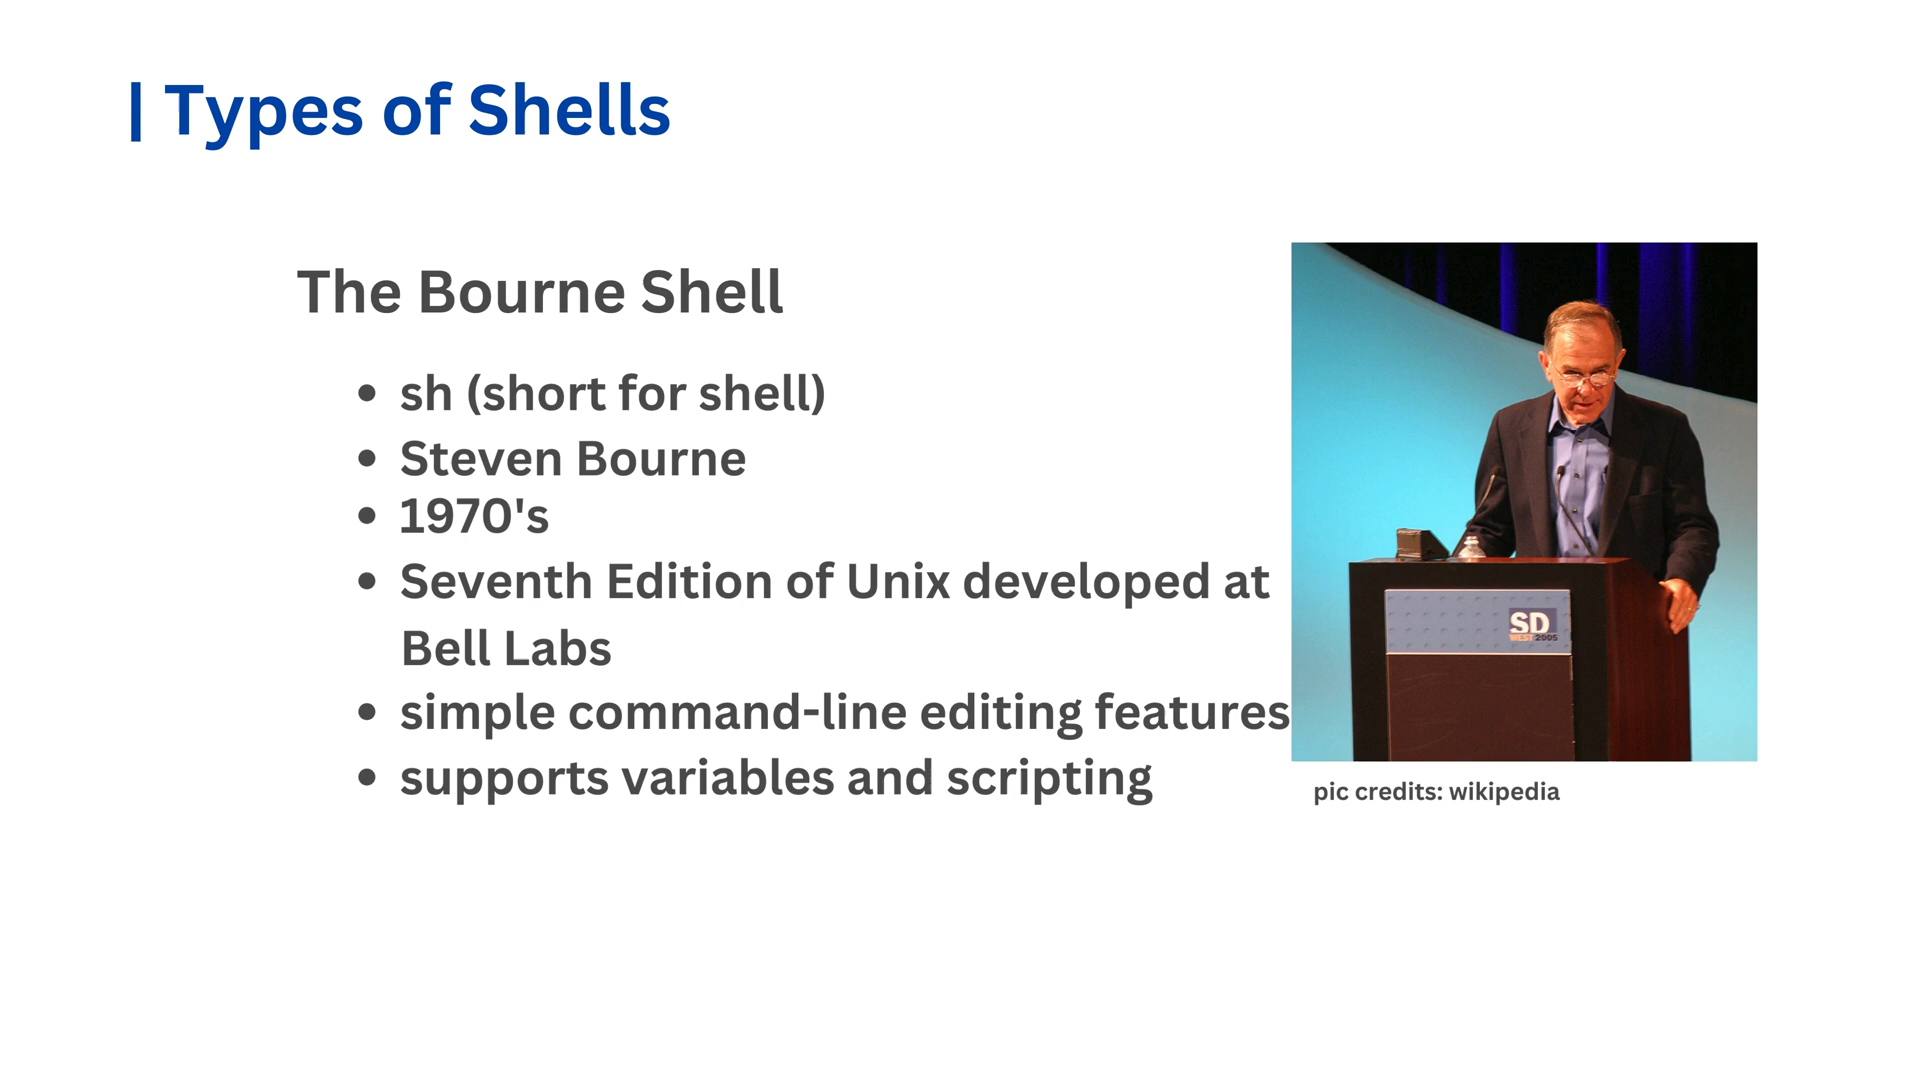 | Types of Shells
The Bourne Shell
• sh (short for shell)
• Steven Bourne
• 1970's
• Seventh Edition of Unix developed at
Bell Labs
• simple command-line editing features
• supports variables and scripting
SD
WEST 2005
pic credits: wikipedia